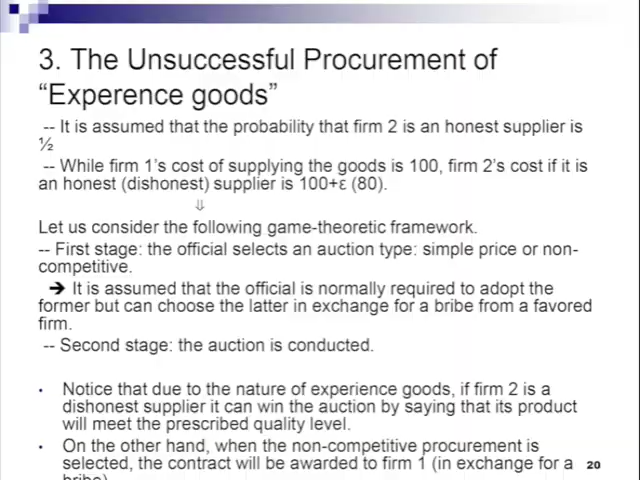 3. The Unsuccessful Procurement of
“Experence goods”
-- It is assumed that the probability that firm 2 is an honest supplier is
½
-- While firm 1’s cost of supplying the goods is 100, firm 2’s cost if it is
an honest (dishonest) supplier is 100+ε (80).
⇓
Let us consider the following game-theoretic framework.
-- First stage: the official selects an auction type: simple price or non-
competitive.
➔ It is assumed that the official is normally required to adopt the
former but can choose the latter in exchange for a bribe from a favored
firm.
-- Second stage: the auction is conducted.
• Notice that due to the nature of experience goods, if firm 2 is a
dishonest supplier it can win the auction by saying that its product
will meet the prescribed quality level.
• On the other hand, when the non-competitive procurement is
selected, the contract will be awarded to firm 1 (in exchange for a
bribe)
20